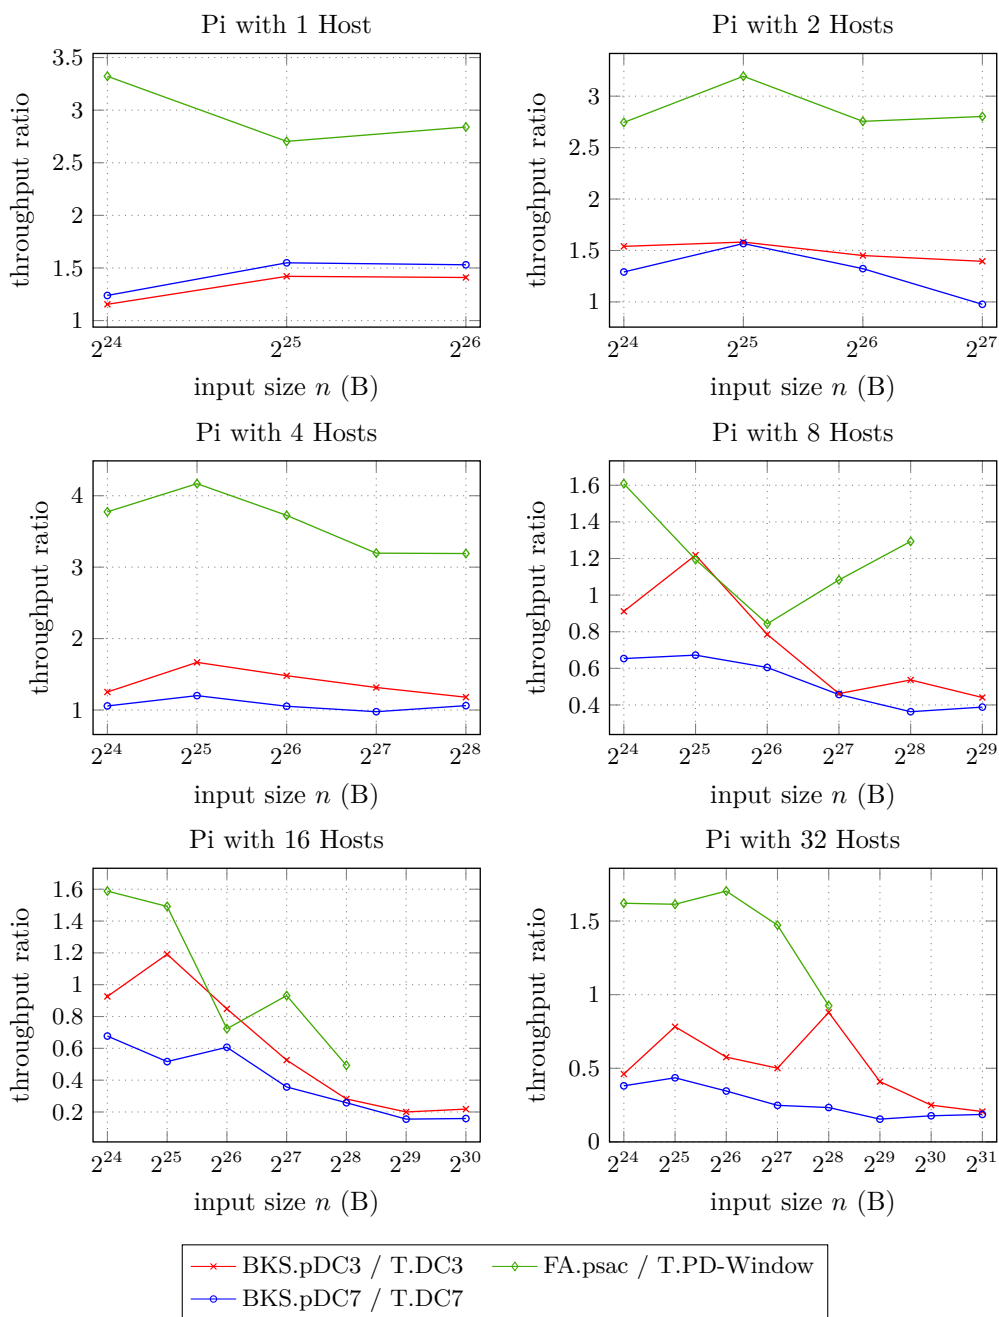 Pi with 1 Host
3.5
3
2.5
2
1.5
1
throughput ratio
2^24 2^25 2^26
input size n (B)
Pi with 2 Hosts
3
2.5
2
1.5
1
throughput ratio
2^24 2^25 2^26 2^27
input size n (B)
Pi with 4 Hosts
4
3
2
1
throughput ratio
2^24 2^25 2^26 2^27 2^28
input size n (B)
Pi with 8 Hosts
1.6
1.4
1.2
1
0.8
0.6
0.4
throughput ratio
2^24 2^25 2^26 2^27 2^28 2^29
input size n (B)
Pi with 16 Hosts
1.6
1.4
1.2
1
0.8
0.6
0.4
0.2
throughput ratio
2^24 2^25 2^26 2^27 2^28 2^29 2^30
input size n (B)
Pi with 32 Hosts
1.5
1
0.5
0
throughput ratio
2^24 2^25 2^26 2^27 2^28 2^29 2^30 2^31
input size n (B)
BKS.pDC3 / T.DC3 FA.psac / T.PD-Window
BKS.pDC7 / T.DC7